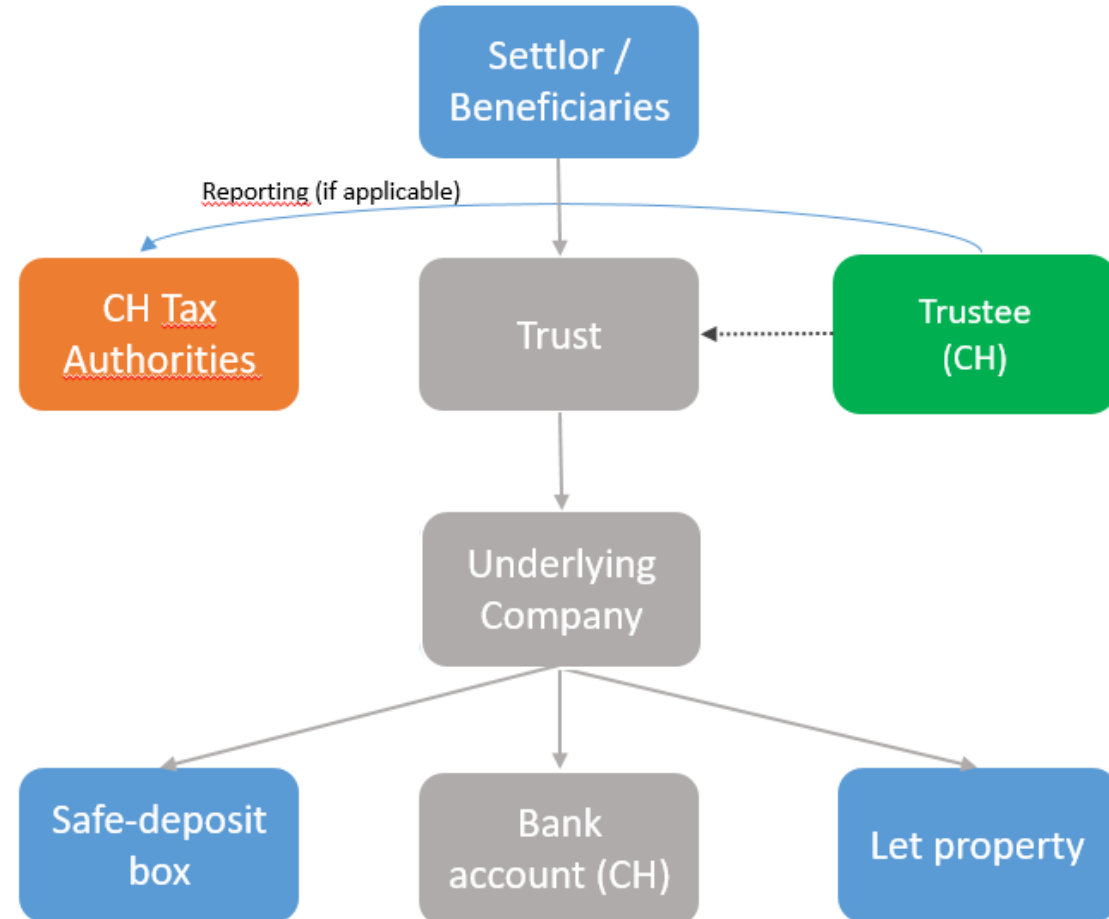 Settlor /
Beneficiaries
Reporting (if applicable)
CH Tax
Authorities
Trust
Trustee
(CH)
Underlying
Company
Safe-deposit
box
Bank
account (CH)
Let property